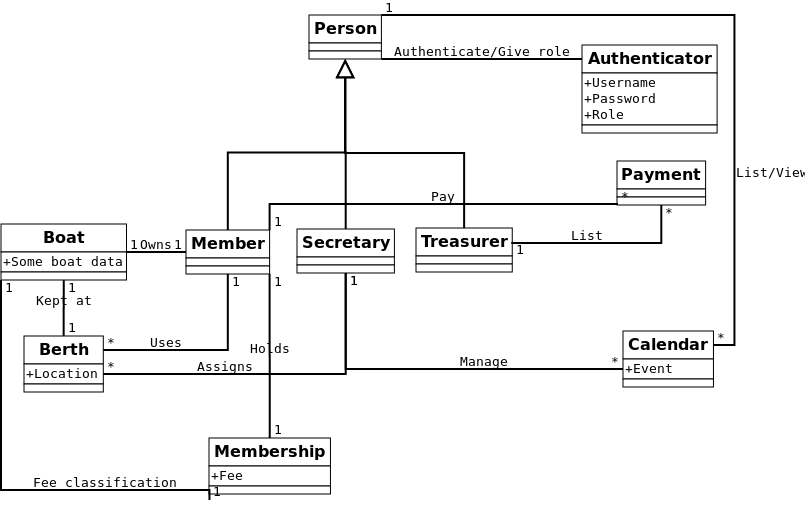 1
Person
Authenticate/Give role
Authenticator
+Username
+Password
+Role
Payment
List/View
Pay
*
*
1
Boat
+Some boat data
1 Owns 1
Member
Secretary
Treasurer
List
1
1
1
Kept at
1
1
1
1
Uses
*
Holds
Berth
+Location
*
Assigns
Manage
*
Calendar
+Event
*
1
Membership
+Fee
Fee classification
1